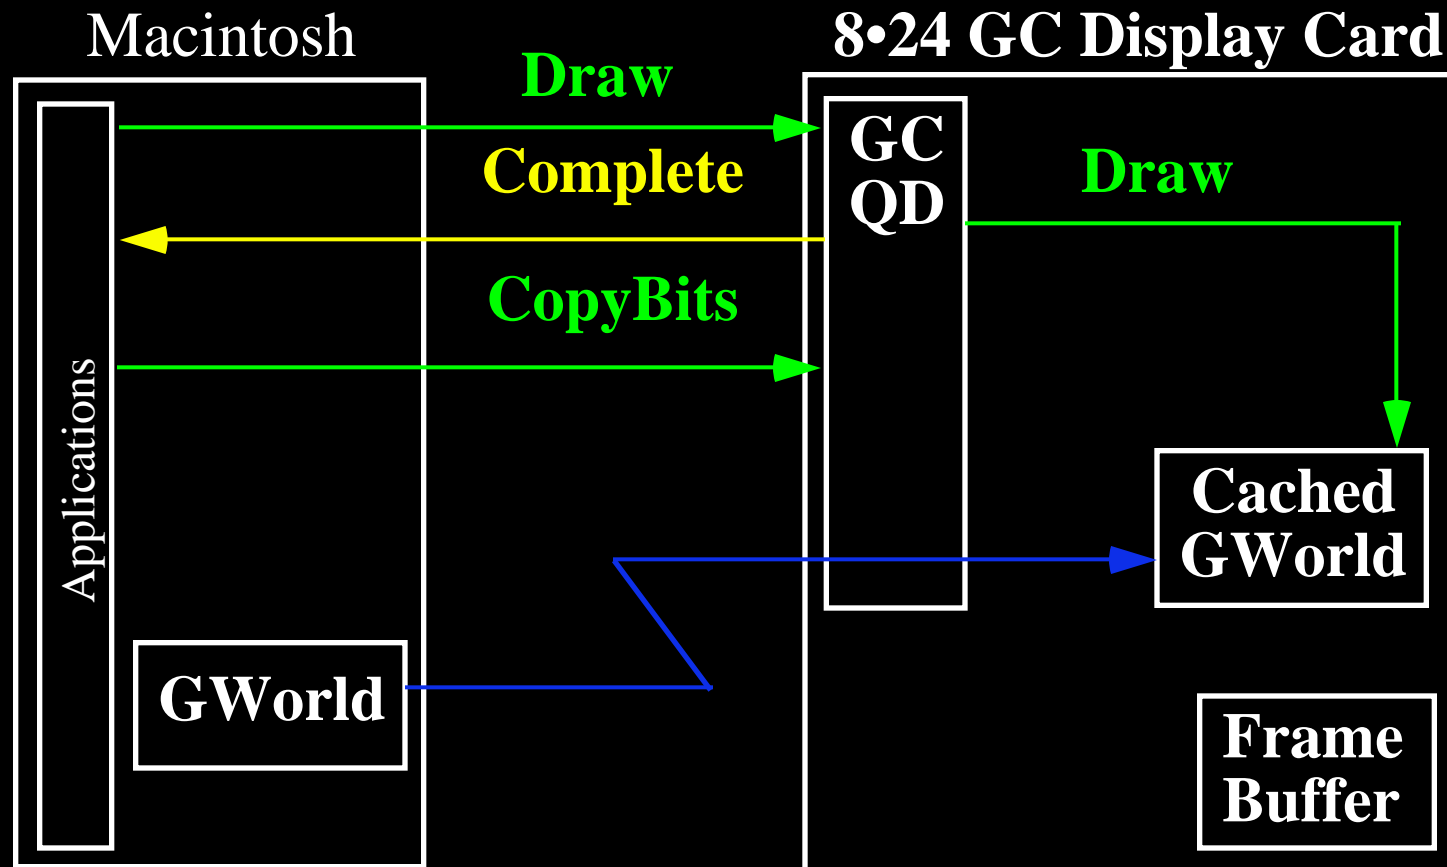 Macintosh
8•24 GC Display Card
Draw
GC
QD
Complete
Draw
CopyBits
Applications
Cached
GWorld
GWorld
Frame
Buffer